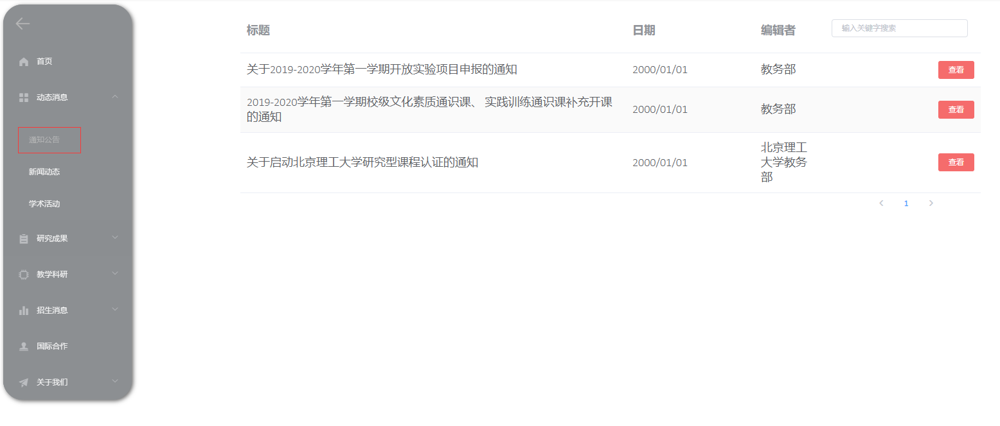 首页
动态消息
通知公告
新闻动态
学术活动
研究成果
教学科研
招生消息
国际合作
关于我们
标题 日期 编辑者 输入关键字搜索
关于2019-2020学年第一学期开放实验项目申报的通知 2000/01/01 教务部 查看
2019-2020学年第一学期校级文化素质通识课、 实践训练通识课补充开课
的通知
2000/01/01 教务部 查看
关于启动北京理工大学研究型课程认证的通知 2000/01/01
北京理工
大学教务
部
查看
1